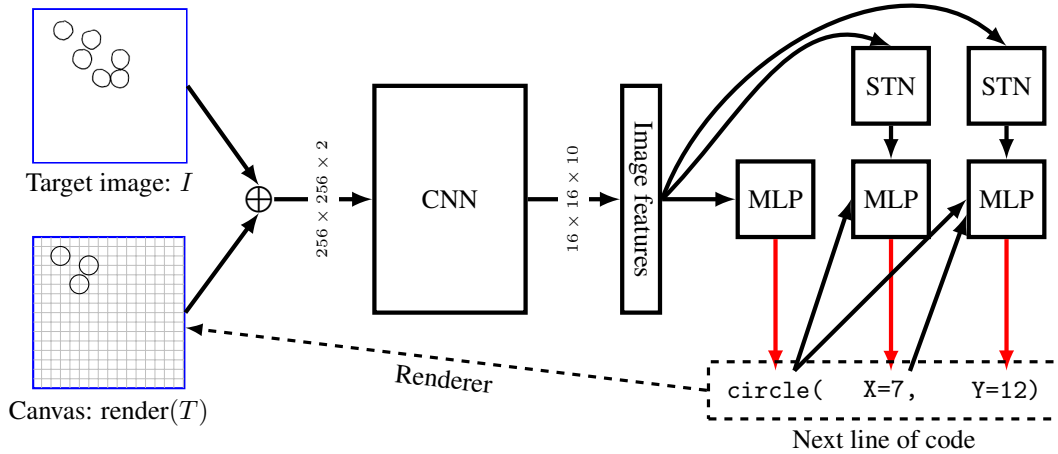 Target image: I
Canvas: render(T)
256 × 256 × 2
CNN
16 × 16 × 10
Image features
STN
STN
MLP
MLP
MLP
Renderer
circle( X=7, Y=12)
Next line of code